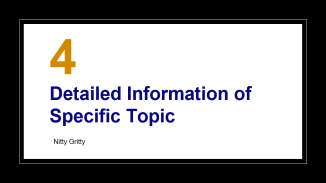 4
Detailed Information of
Specific Topic
Nitty Gritty